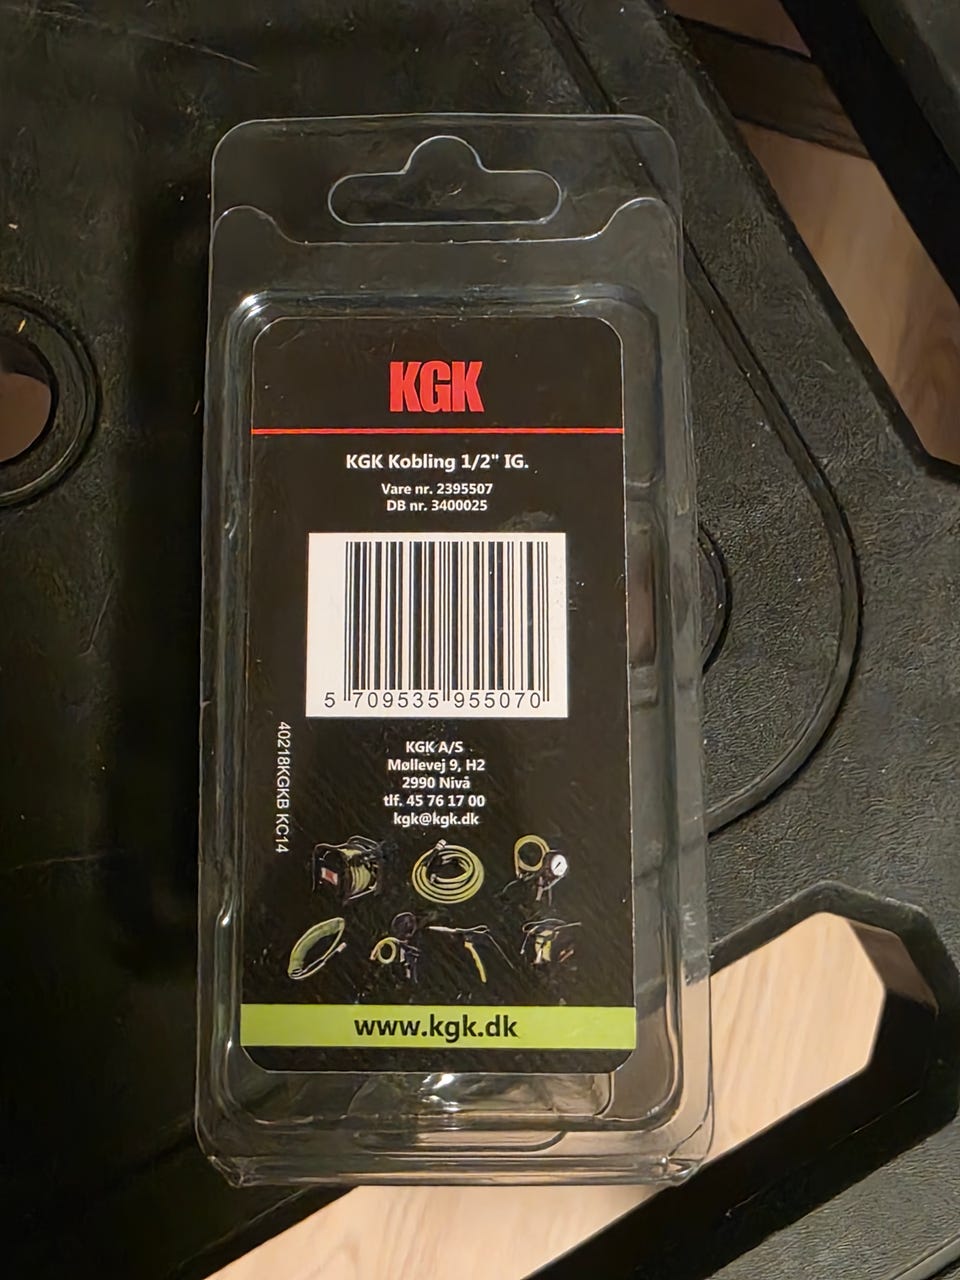 KGK
KGK Kobling 1/2" IG.
Vare nr. 2395507
DB nr. 3400025
5 709535 955070
40218KGKB KC14
KGK A/S
Møllevej 9, H2
2990 Nivå
tlf. 45 76 17 00
kgk@kgk.dk
www.kgk.dk